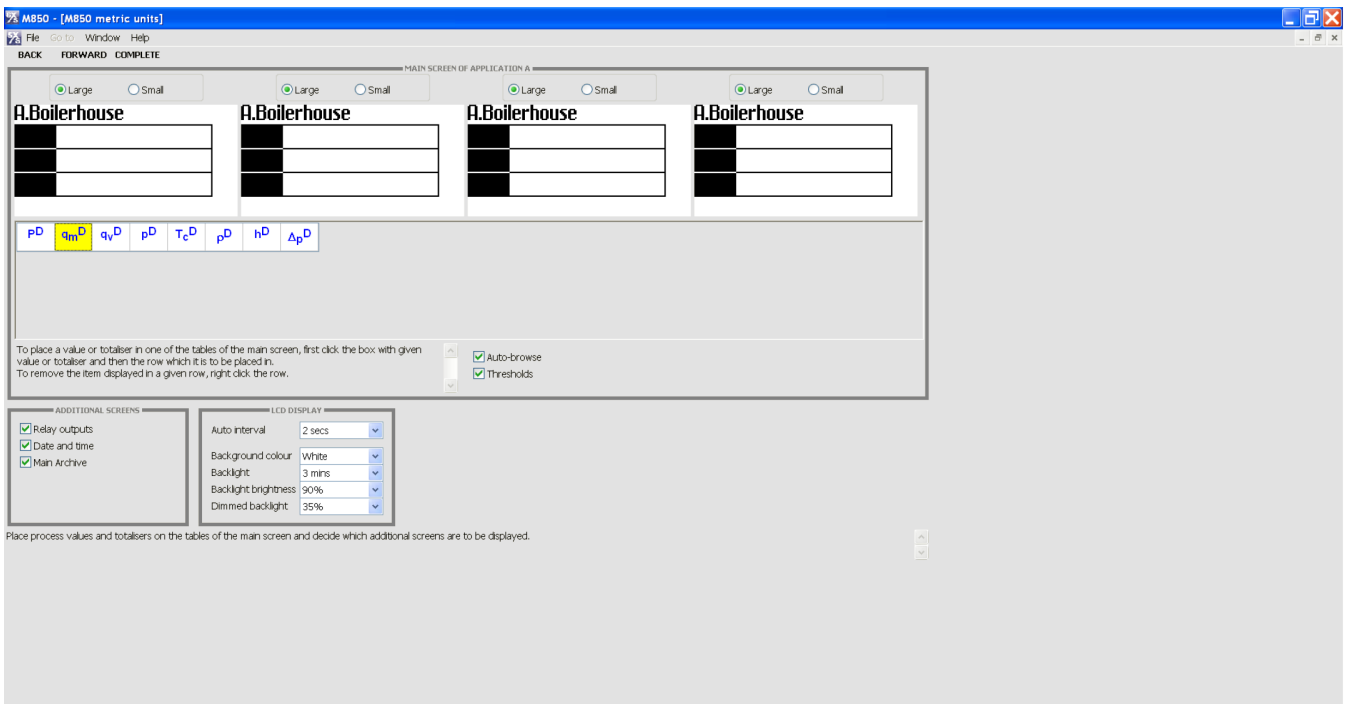 M850 - [M850 metric units]
File Go to Window Help
BACK FORWARD COMPLETE
MAIN SCREEN OF APPLICATION A
Large Small Large Small Large Small Large Small
A.Boilerhouse A.Boilerhouse A.Boilerhouse A.Boilerhouse
PD qmD qvD pD TcD ρD hD ΔpD
To place a value or totaliser in one of the tables of the main screen, first click the box with given
value or totaliser and then the row which it is to be placed in.
To remove the item displayed in a given row, right click the row.
Auto-browse
Thresholds
ADDITIONAL SCREENS
Relay outputs
Date and time
Main Archive
LCD DISPLAY
Auto interval 2 secs
Background colour White
Backlight 3 mins
Backlight brightness 90%
Dimmed backlight 35%
Place process values and totalisers on the tables of the main screen and decide which additional screens are to be displayed.